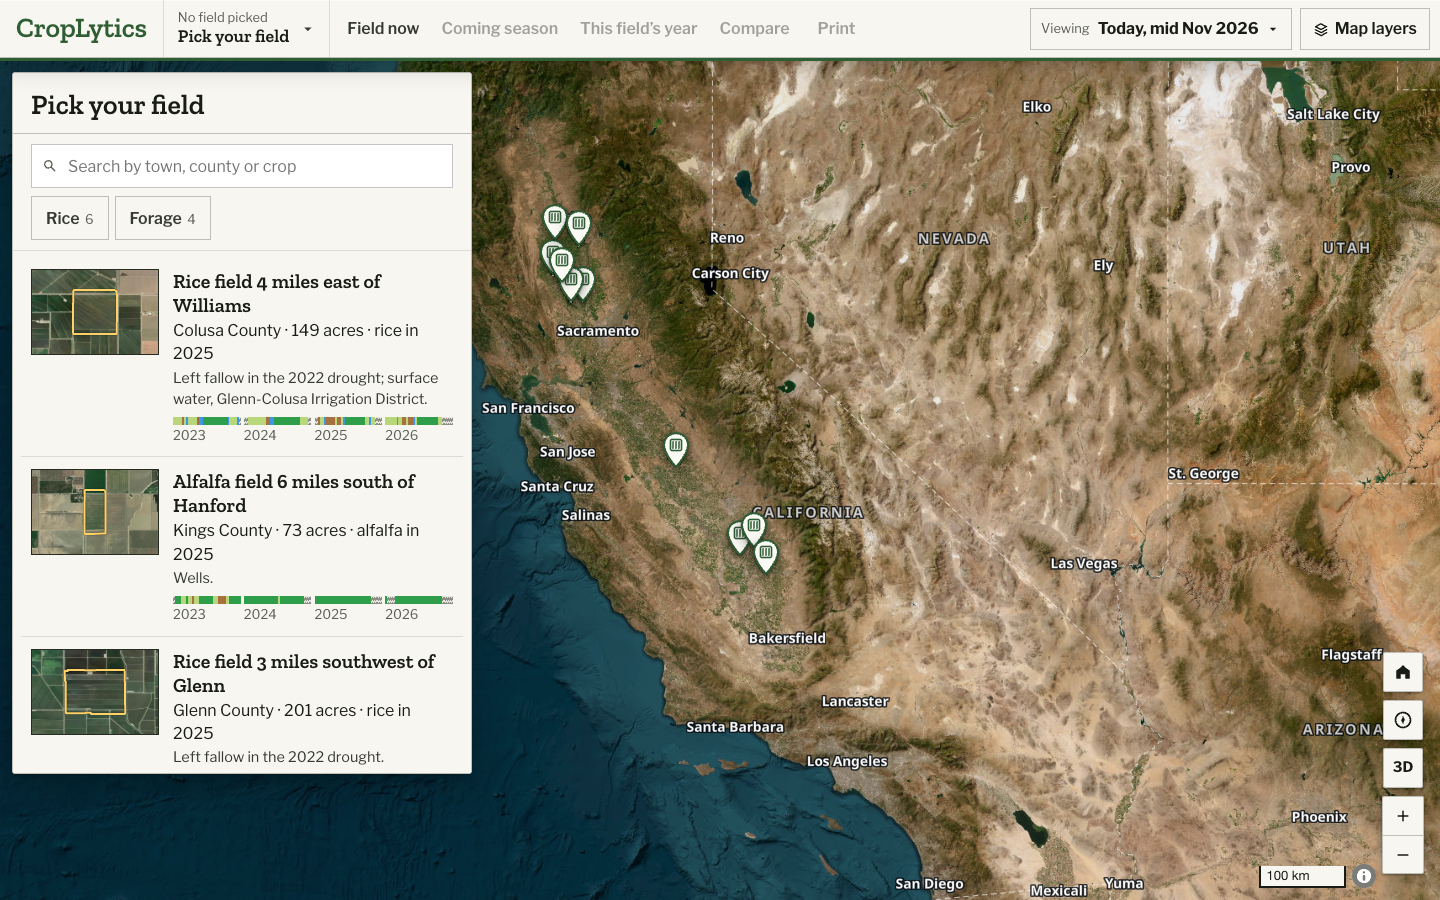 CropLytics
No field picked
Pick your field
Field now
Coming season
This field's year
Compare
Print
Viewing Today, mid Nov 2026
Map layers
Pick your field
Search by town, county or crop
Rice 6
Forage 4
Rice field 4 miles east of
Williams
Colusa County · 149 acres · rice in
2025
Left fallow in the 2022 drought; surface
water, Glenn-Colusa Irrigation District.
2023 2024 2025 2026
Alfalfa field 6 miles south of
Hanford
Kings County · 73 acres · alfalfa in
2025
Wells.
2023 2024 2025 2026
Rice field 3 miles southwest of
Glenn
Glenn County · 201 acres · rice in
2025
Left fallow in the 2022 drought.
Elko
Salt Lake City
Provo
Reno
NEVADA
UTAH
Carson City
Ely
Sacramento
San Francisco
San Jose
Santa Cruz
Salinas
CALIFORNIA
St. George
Las Vegas
Bakersfield
Flagstaff
Lancaster
Santa Barbara
ARIZONA
Los Angeles
3D
Phoenix
+
−
100 km
San Diego
Mexicali
Yuma